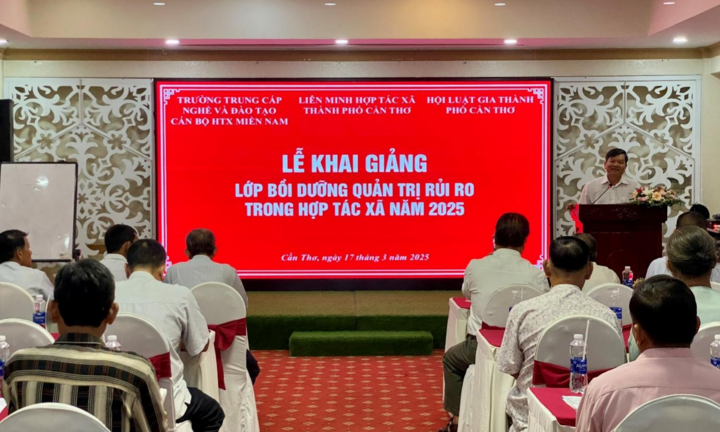 TRƯỜNG TRUNG CẤP
NGHỀ VÀ ĐÀO TẠO
CÁN BỘ HTX MIỀN NAM
LIÊN MINH HỢP TÁC XÃ
THÀNH PHỐ CẦN THƠ
HỘI LUẬT GIA THÀNH
PHỐ CẦN THƠ
LỄ KHAI GIẢNG
LỚP BỒI DƯỠNG QUẢN TRỊ RỦI RO
TRONG HỢP TÁC XÃ NĂM 2025
Cần Thơ, ngày 17 tháng 3 năm 2025